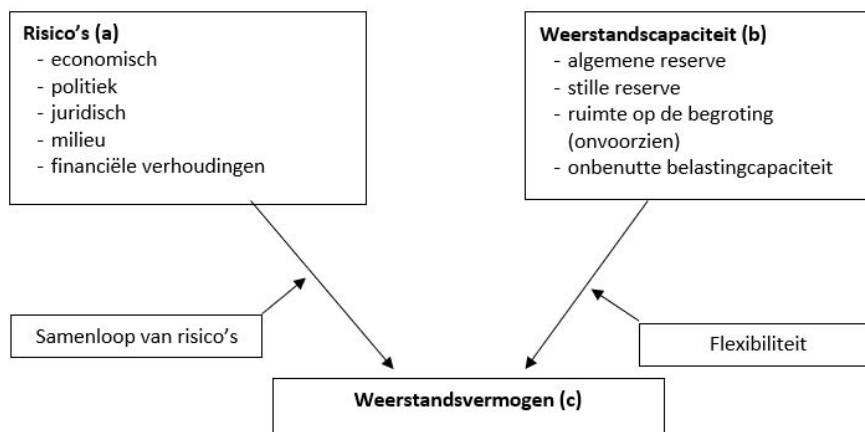 Risico's (a)
- economisch
- politiek
- juridisch
- milieu
- financiële verhoudingen
Weerstandscapaciteit (b)
- algemene reserve
- stille reserve
- ruimte op de begroting
(onvoorzien)
- onbenutte belastingcapaciteit
Samenloop van risico's
Flexibiliteit
Weerstandsvermogen (c)